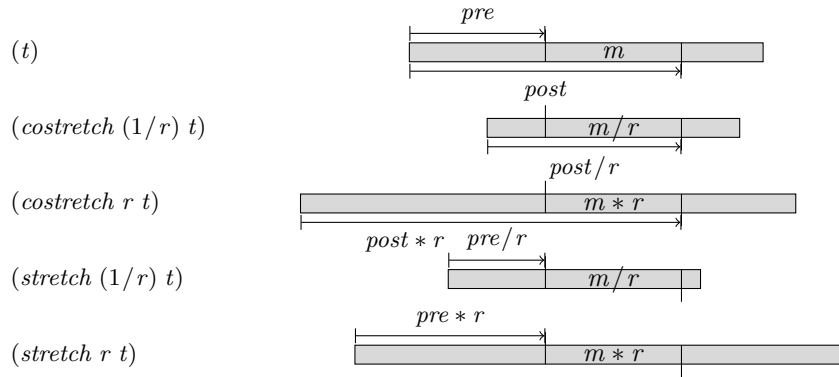 pre
(t) m
post
(costretch (1/r) t) m/r
post/r
(costretch r t) m ∗ r
post ∗ r pre/r
(stretch (1/r) t) m/r
pre ∗ r
(stretch r t) m ∗ r